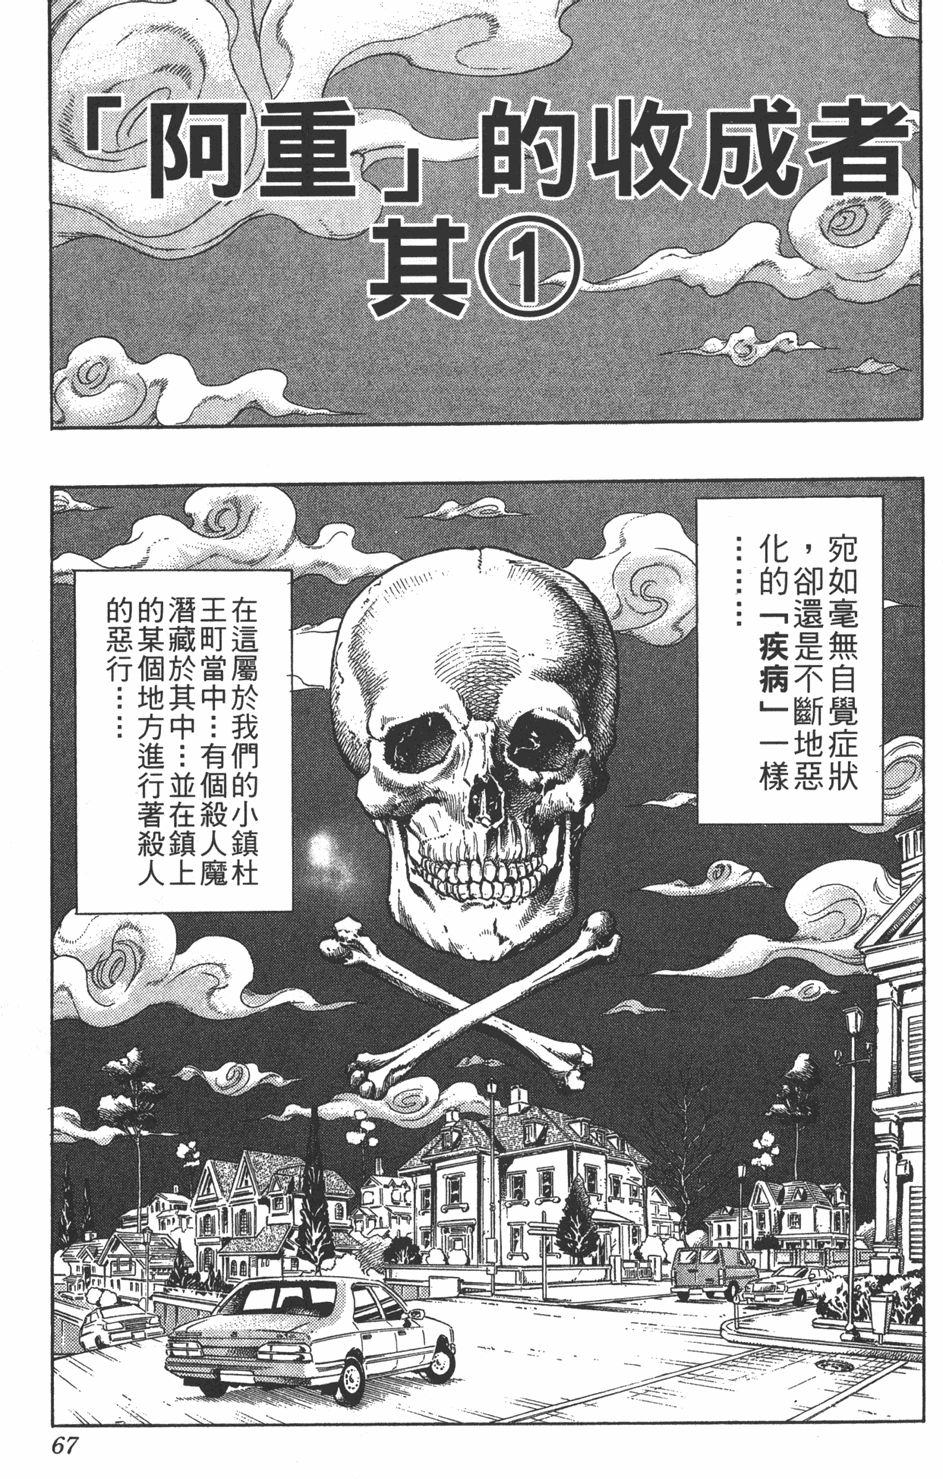 「阿重」的收成者
其①
宛如毫無自覺症狀
，卻還是不斷地惡
化的「疾病」一樣
………
在這屬於我們的小鎮杜
王町當中…有個殺人魔
潛藏於其中…並在鎮上
的某個地方進行著殺人
的惡行……
67